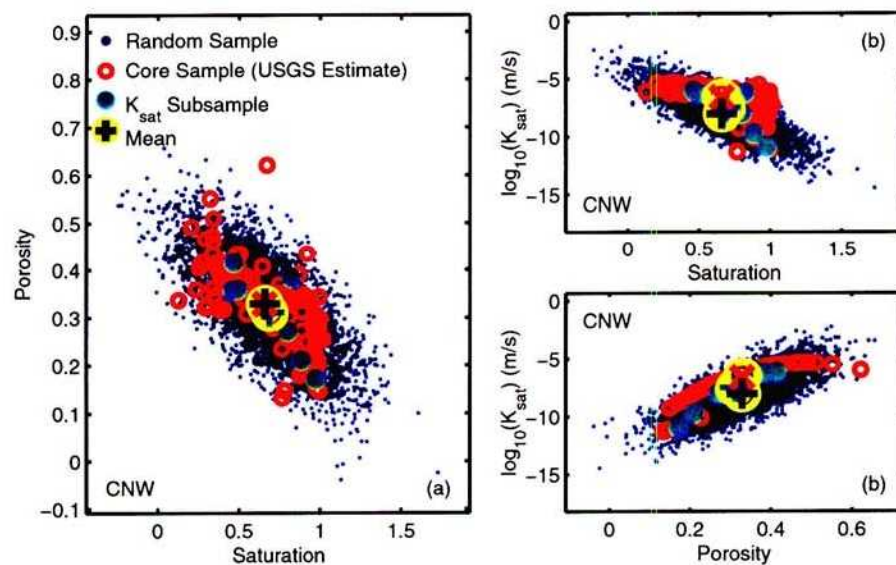 0.9
0.8
0.7
0.6
0.5
0.4
0.3
0.2
0.1
0
−0.1
Porosity
Random Sample
Core Sample (USGS Estimate)
Ksat Subsample
Mean
CNW
(a)
0
0.5
1
1.5
Saturation
0
−5
−10
−15
log10(Ksat) (m/s)
(b)
CNW
0
0.5
1
1.5
Saturation
0
−5
−10
−15
log10(Ksat) (m/s)
CNW
(b)
0
0.2
0.4
0.6
Porosity